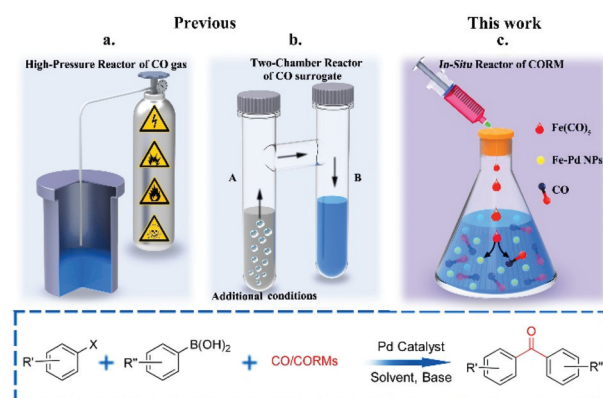 Previous
This work
a.
b.
c.
High-Pressure Reactor of CO gas
Two-Chamber Reactor
of CO surrogate
In-Situ Reactor of CORM
Fe(CO)5
Fe-Pd NPs
CO
A
B
Additional conditions
R'
X
+
R"
B(OH)2
+
CO/CORMs
Pd Catalyst
Solvent, Base
O
R'
R"